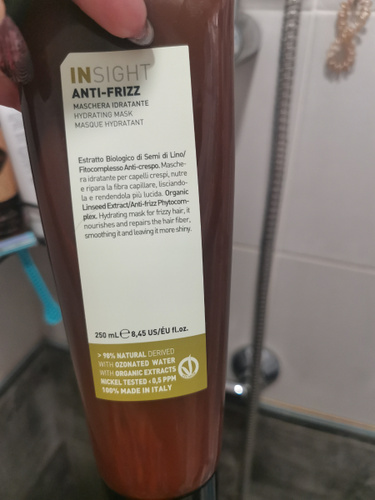 INSIGHT
ANTI-FRIZZ
MASCHERA IDRATANTE
HYDRATING MASK
MASQUE HYDRATANT
Estratto Biologico di Semi di Lino/
Fitocomplesso Anti-crespo. Masche-
ra idratante per capelli crespi, nutre
e ripara la fibra capillare, lisciando-
la e rendendola più lucida. Organic
Linseed Extract/Anti-frizz Phytocom-
plex. Hydrating mask for frizzy hair, it
nourishes and repairs the hair fiber,
smoothing it and leaving it more shiny.
250 mL ℮ 8,45 US/ÉU fl.oz.
> 98% NATURAL DERIVED
WITH OZONATED WATER
WITH ORGANIC EXTRACTS
NICKEL TESTED < 0,5 PPM
100% MADE IN ITALY